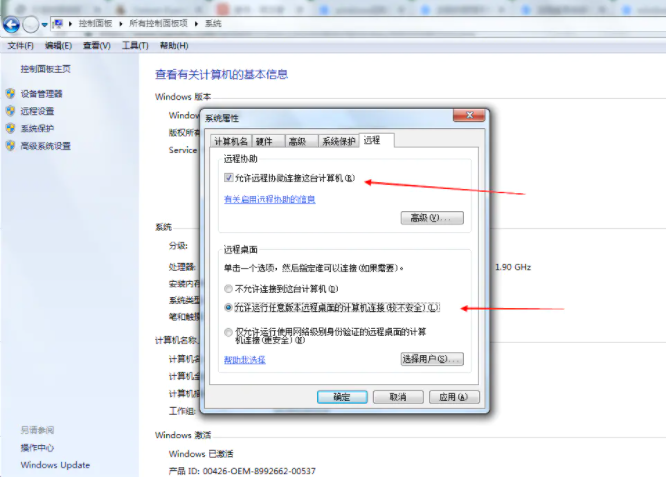 控制面板 ▸ 所有控制面板项 ▸ 系统
文件(F) 编辑(E) 查看(V) 工具(T) 帮助(H)
控制面板主页
设备管理器
远程设置
系统保护
高级系统设置
查看有关计算机的基本信息
Windows 版本
Window
版权所有
Service
系统
分级:
处理器:
1.90 GHz
安装内存
系统类型
笔和触摸
计算机名称、
计算机名
计算机全
计算机描
工作组:
Windows 激活
Windows 已激活
产品 ID: 00426-OEM-8992662-00537
系统属性
计算机名 硬件 高级 系统保护 远程
远程协助
允许远程协助连接这台计算机(R)
有关启用远程协助的信息
高级(V)...
远程桌面
单击一个选项，然后指定谁可以连接(如果需要)。
不允许连接到这台计算机(D)
允许运行任意版本远程桌面的计算机连接(较不安全)(L)
仅允许运行使用网络级别身份验证的远程桌面的计算
机连接(更安全)(N)
帮助我选择
选择用户(S)...
确定 取消 应用(A)
另请参阅
操作中心
Windows Update